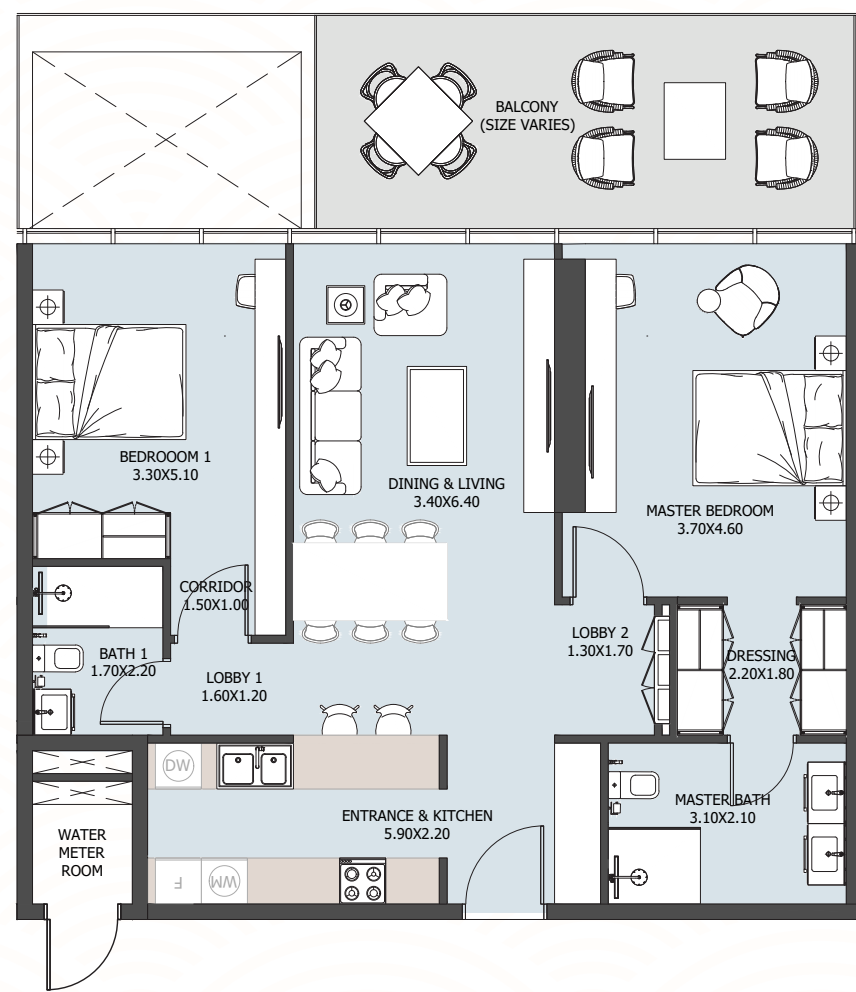 BALCONY
(SIZE VARIES)
BEDROOOM 1
3.30X5.10
DINING & LIVING
3.40X6.40
MASTER BEDROOM
3.70X4.60
CORRIDOR
1.50X1.00
LOBBY 2
1.30X1.70
BATH 1
1.70X2.20
DRESSING
2.20X1.80
LOBBY 1
1.60X1.20
DW
ENTRANCE & KITCHEN
5.90X2.20
MASTER BATH
3.10X2.10
WATER
METER
ROOM
F
WM